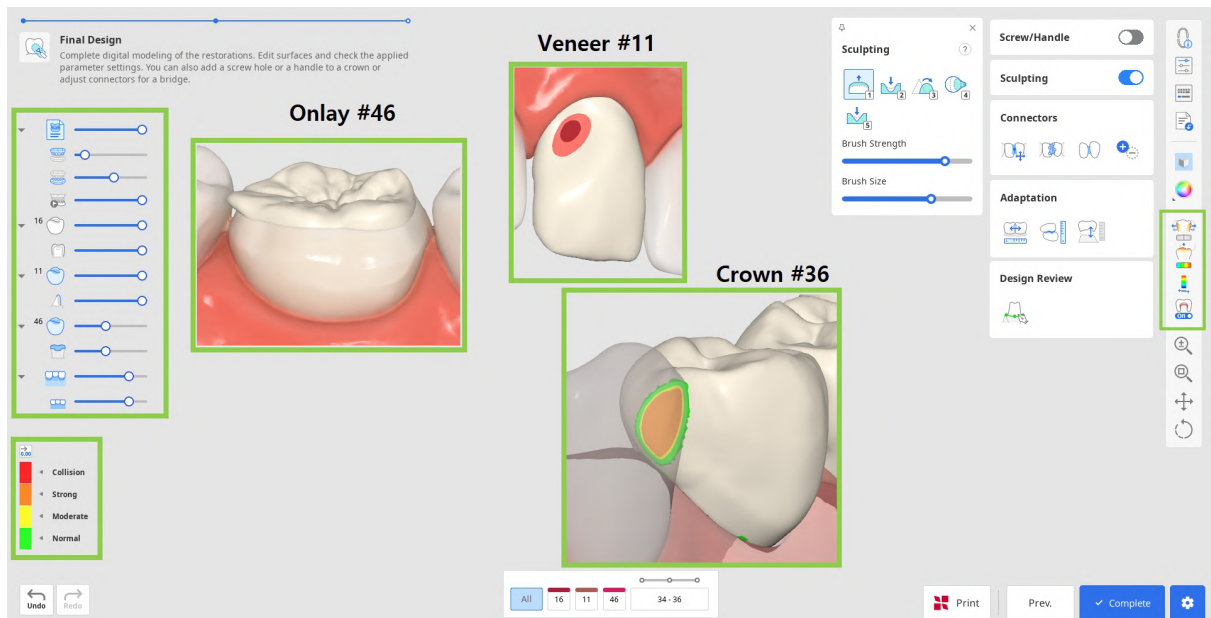 Final Design
Complete digital modeling of the restorations. Edit surfaces and check the applied
parameter settings. You can also add a screw hole or a handle to a crown or
adjust connectors for a bridge.
Onlay #46
Veneer #11
Crown #36
16
11
46
0.00
Collision
Strong
Moderate
Normal
Sculpting
?
1
2
3
4
5
Brush Strength
Brush Size
Screw/Handle
Sculpting
Connectors
Adaptation
Design Review
On
Undo
Redo
All
16
11
46
34 - 36
Print
Prev.
Complete